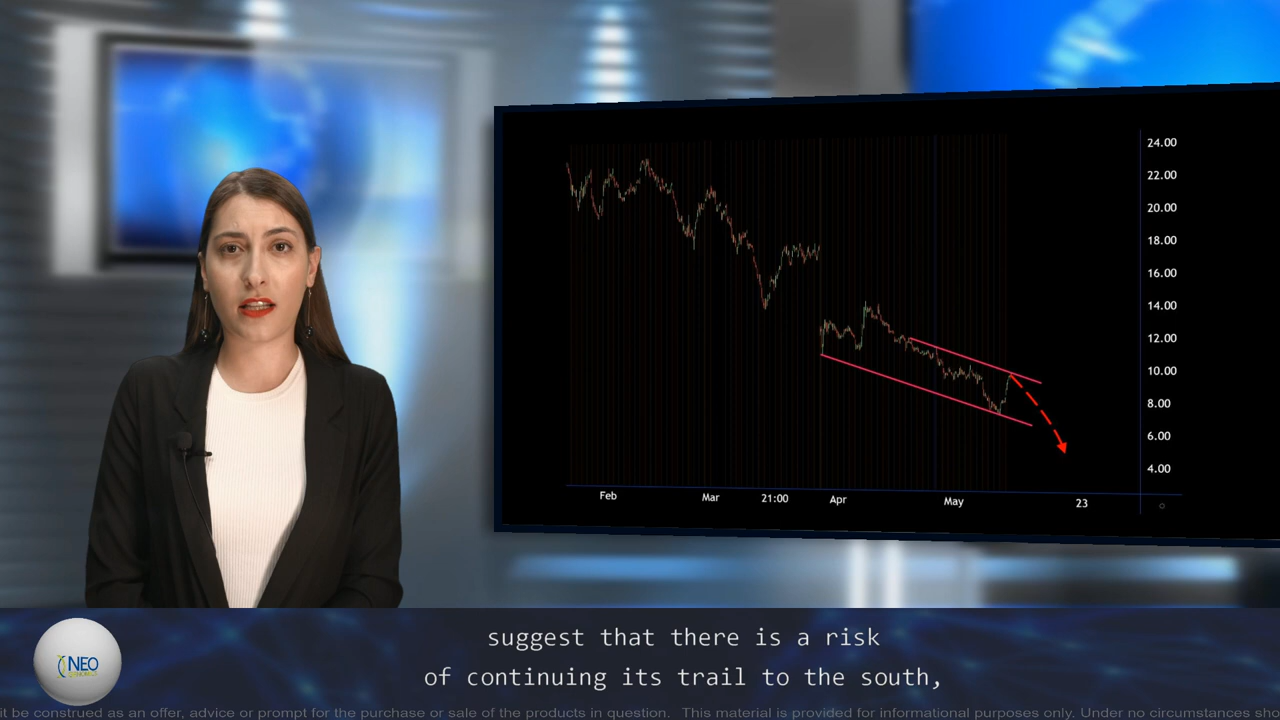 24.00
22.00
20.00
18.00
16.00
14.00
12.00
10.00
8.00
6.00
4.00
Feb Mar 21:00 Apr May 23
suggest that there is a risk
of continuing its trail to the south,
NEO
it be construed as an offer, advice or prompt for the purchase or sale of the products in question. This material is provided for informational purposes only. Under no circumstances sho